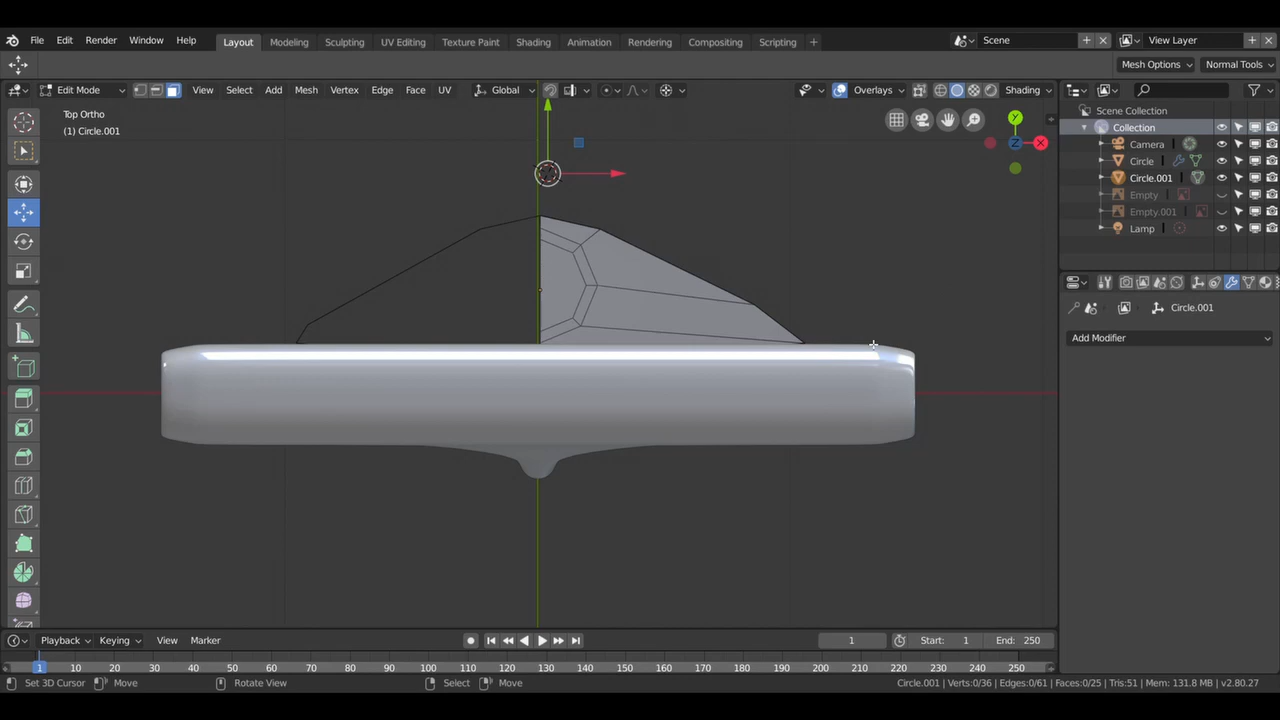 File Edit Render Window Help Layout Modeling Sculpting UV Editing Texture Paint Shading Animation Rendering Compositing Scripting Scene View Layer
Mesh Options Normal Tools
Edit Mode View Select Add Mesh Vertex Edge Face UV Global Overlays Shading
Top Ortho
(1) Circle.001
Y
X
Z
Scene Collection
Collection
Camera
Circle
Circle.001
Empty
Empty.001
Lamp
Circle.001
Add Modifier
Playback Keying View Marker 1 Start: 1 End: 250
1 10 20 30 40 50 60 70 80 90 100 110 120 130 140 150 160 170 180 190 200 210 220 230 240 250
Set 3D Cursor Move Rotate View Select Move Circle.001 | Verts:0/36 | Edges:0/61 | Faces:0/25 | Tris:51 | Mem: 131.8 MB | v2.80.27